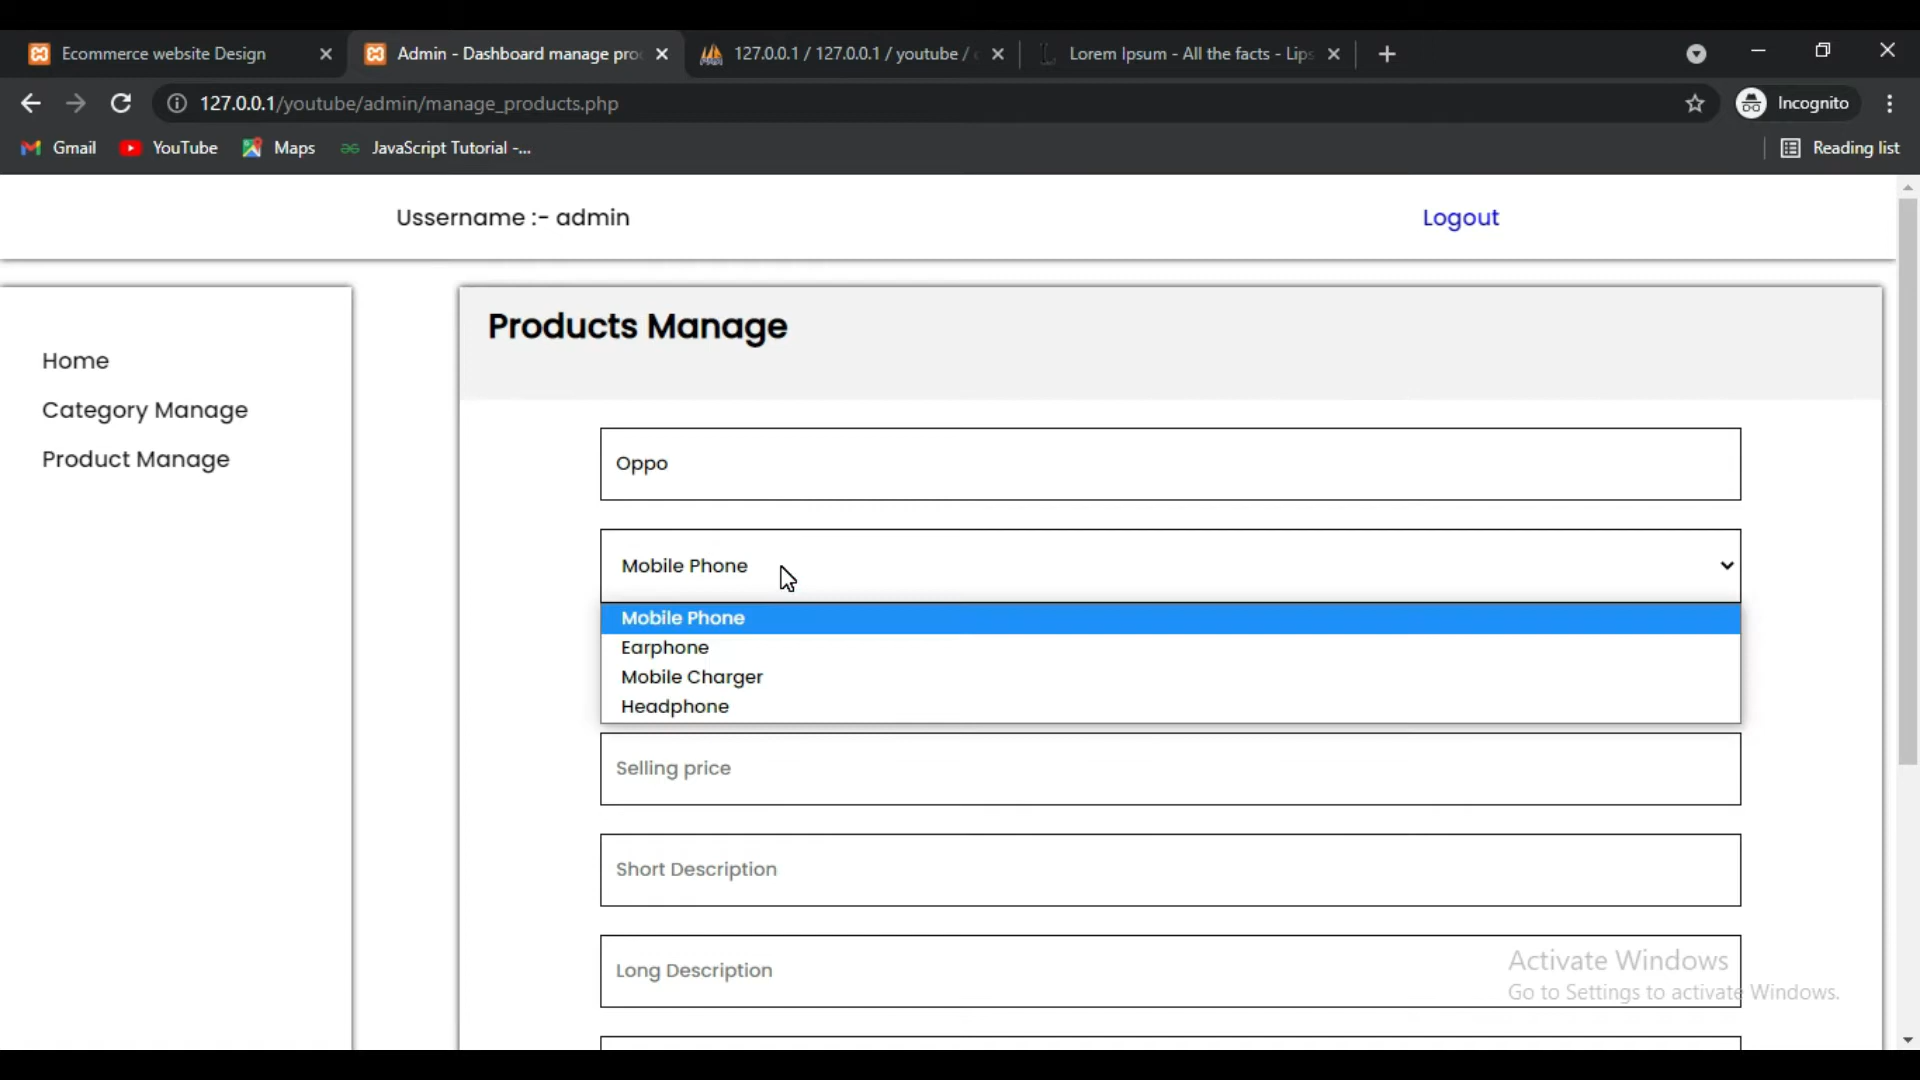 Ecommerce website Design
Admin - Dashboard manage pro
127.0.0.1 / 127.0.0.1 / youtube /
Lorem Ipsum - All the facts - Lips
127.0.0.1/youtube/admin/manage_products.php
Incognito
Gmail
YouTube
Maps
JavaScript Tutorial -...
Reading list
Ussername :- admin
Logout
Home
Category Manage
Product Manage
Products Manage
Oppo
Mobile Phone
Mobile Phone
Earphone
Mobile Charger
Headphone
Selling price
Short Description
Long Description
Activate Windows
Go to Settings to activate Windows.